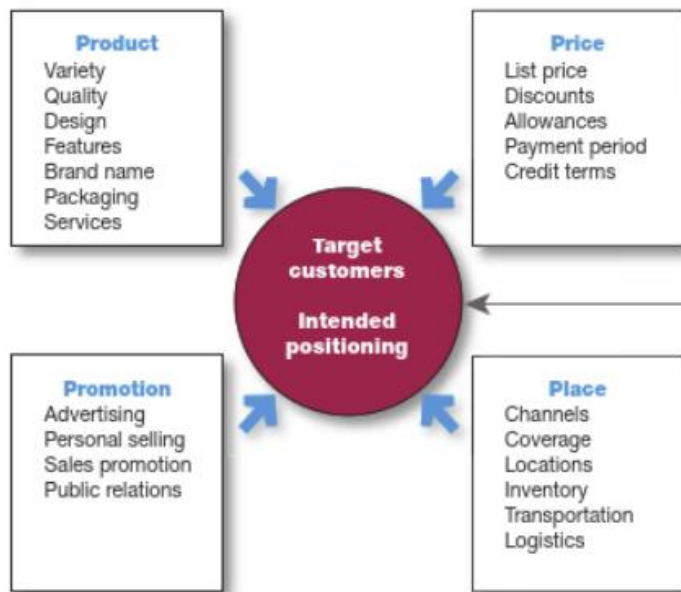 Product
Variety
Quality
Design
Features
Brand name
Packaging
Services
Price
List price
Discounts
Allowances
Payment period
Credit terms
Target
customers
Intended
positioning
Promotion
Advertising
Personal selling
Sales promotion
Public relations
Place
Channels
Coverage
Locations
Inventory
Transportation
Logistics